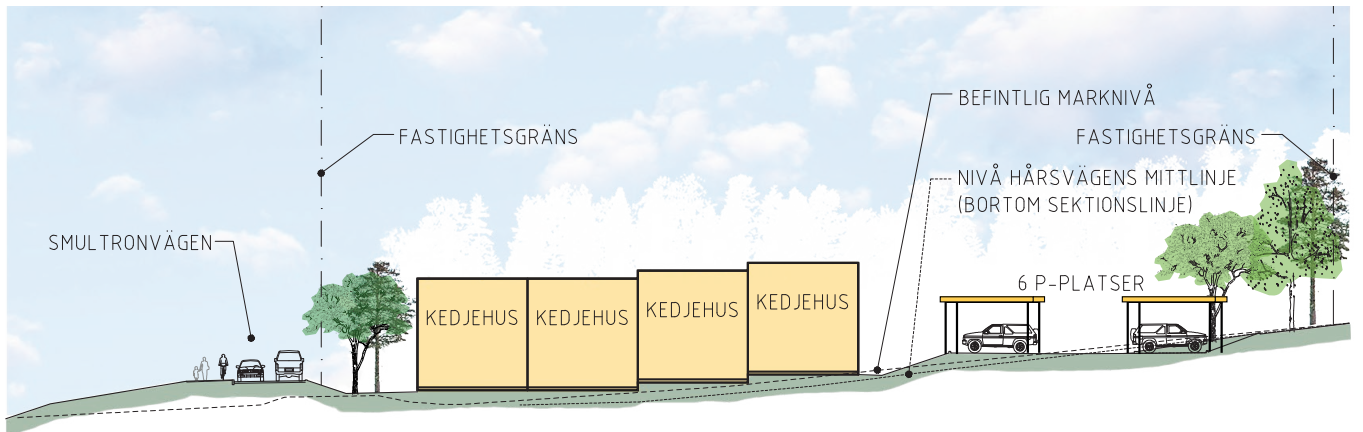 BEFINTLIG MARKNIVÅ
FASTIGHETSGRÄNS
FASTIGHETSGRÄNS
NIVÅ HÅRSVÄGENS MITTLINJE
(BORTOM SEKTIONSLINJE)
SMULTRONVÄGEN
6 P-PLATSER
KEDJEHUS
KEDJEHUS
KEDJEHUS
KEDJEHUS